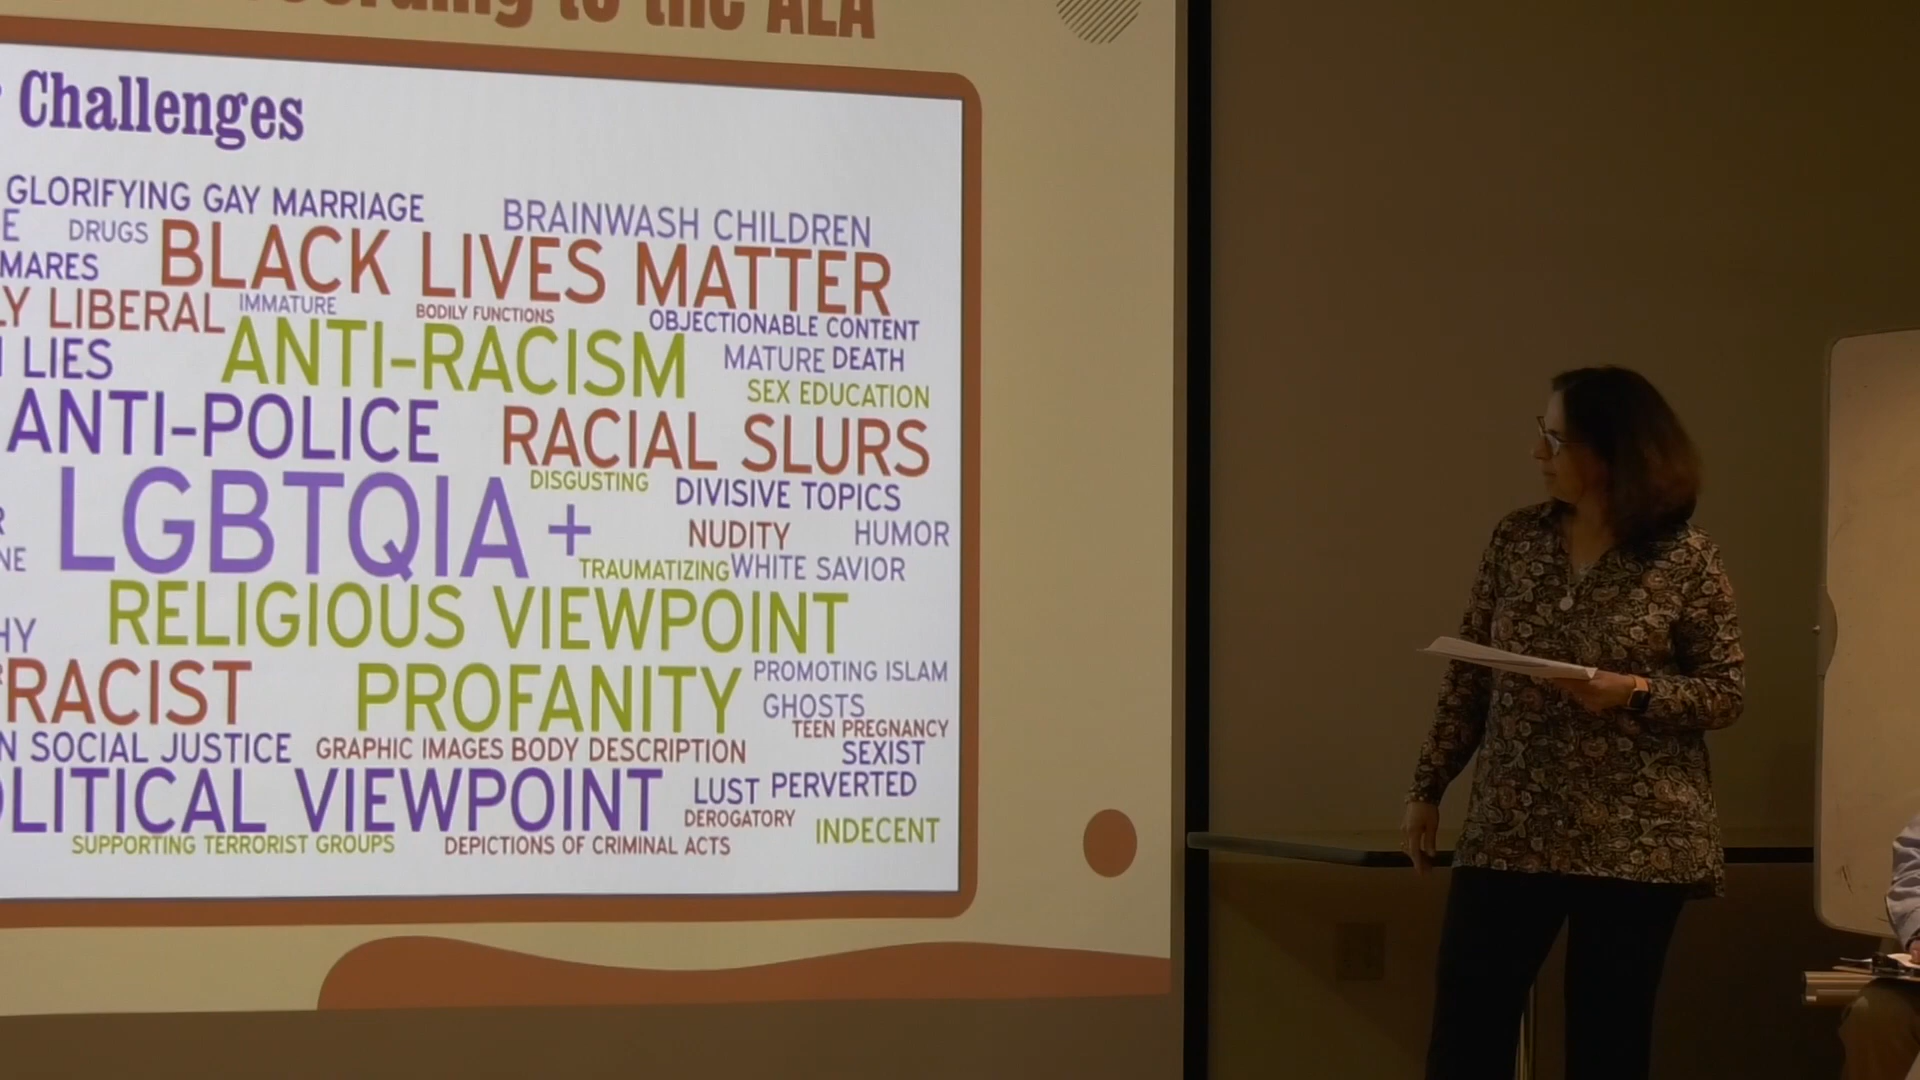 according to the ALA
Challenges
GLORIFYING GAY MARRIAGE
BRAINWASH CHILDREN
DRUGS
BLACK LIVES MATTER
MARES
LIBERAL
IMMATURE
BODILY FUNCTIONS
OBJECTIONABLE CONTENT
LIES
ANTI-RACISM
MATURE
DEATH
SEX EDUCATION
ANTI-POLICE
RACIAL SLURS
DISGUSTING
DIVISIVE TOPICS
LGBTQIA +
NUDITY
HUMOR
NE
TRAUMATIZING
WHITE SAVIOR
RELIGIOUS VIEWPOINT
HY
RACIST
PROFANITY
PROMOTING ISLAM
GHOSTS
TEEN PREGNANCY
N SOCIAL JUSTICE
GRAPHIC IMAGES
BODY DESCRIPTION
SEXIST
OLITICAL VIEWPOINT
LUST
PERVERTED
DEROGATORY
INDECENT
SUPPORTING TERRORIST GROUPS
DEPICTIONS OF CRIMINAL ACTS